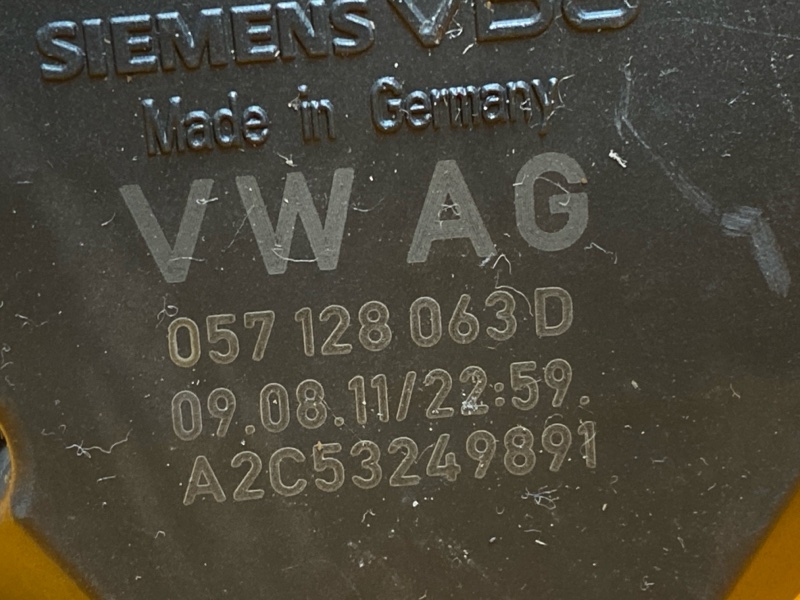 SIEMENS VDO
Made in Germany
VW AG
057 128 063 D
09.08.11/22:59.
A2C53249891